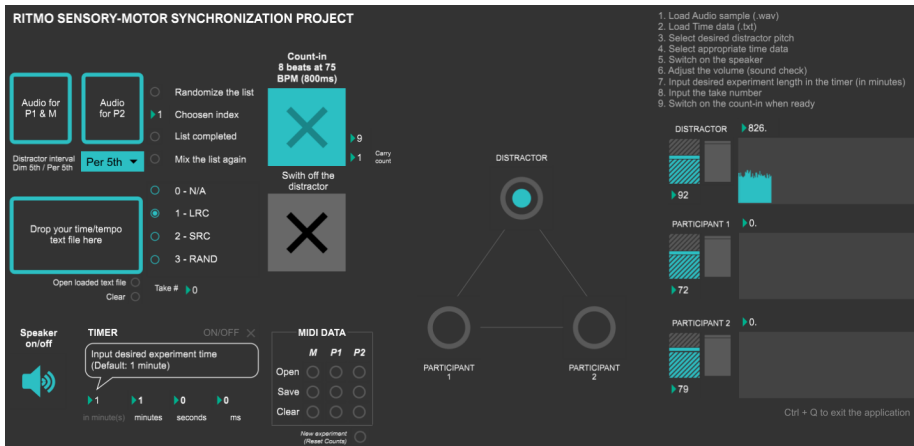 RITMO SENSORY-MOTOR SYNCHRONIZATION PROJECT
1. Load Audio sample (.wav)
2. Load Time data (.txt)
3. Select desired distractor pitch
4. Select appropriate time data
5. Switch on the speaker
6. Adjust the volume (sound check)
7. Input desired experiment length in the timer (in minutes)
8. Input the take number
9. Switch on the count-in when ready
Count-in
8 beats at 75
BPM (800ms)
Audio for
P1 & M
Audio
for P2
Randomize the list
1 Choosen index
List completed
Mix the list again
Distractor interval
Dim 5th / Per 5th
Per 5th
9
1 Carry
count
Swith off the
distractor
Drop your time/tempo
text file here
0 - N/A
1 - LRC
2 - SRC
3 - RAND
Open loaded text file
Clear
Take # 0
Speaker
on/off
TIMER
ON/OFF
Input desired experiment time
(Default: 1 minute)
1 1 0 0
in minute(s) minutes seconds ms
MIDI DATA
M P1 P2
Open
Save
Clear
New experiment
(Reset Counts)
DISTRACTOR
PARTICIPANT
1
PARTICIPANT
2
DISTRACTOR 826.
92
PARTICIPANT 1 0.
72
PARTICIPANT 2 0.
79
Ctrl + Q to exit the application